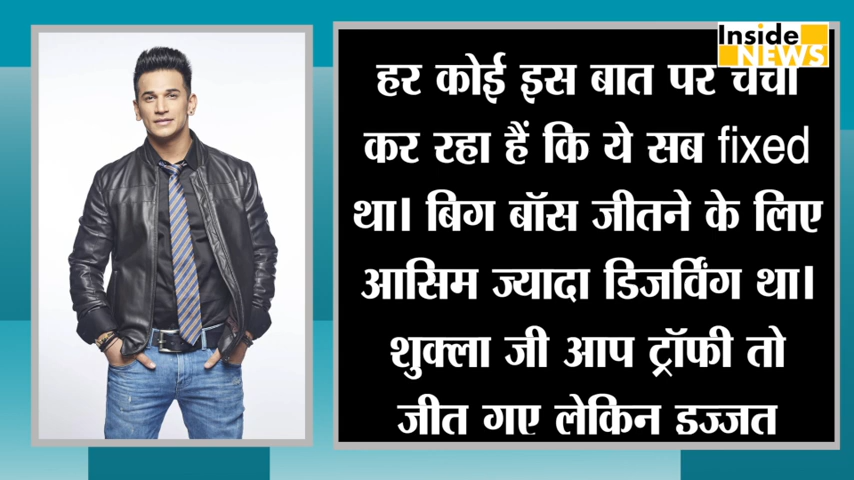 Inside
NEWS
हर कोई इस बात पर चर्चा
कर रहा हैं कि ये सब fixed
था। बिग बॉस जीतने के लिए
आसिम ज्यादा डिजर्विंग था।
शुक्ला जी आप ट्रॉफी तो
जीत गए लेकिन इज्जत